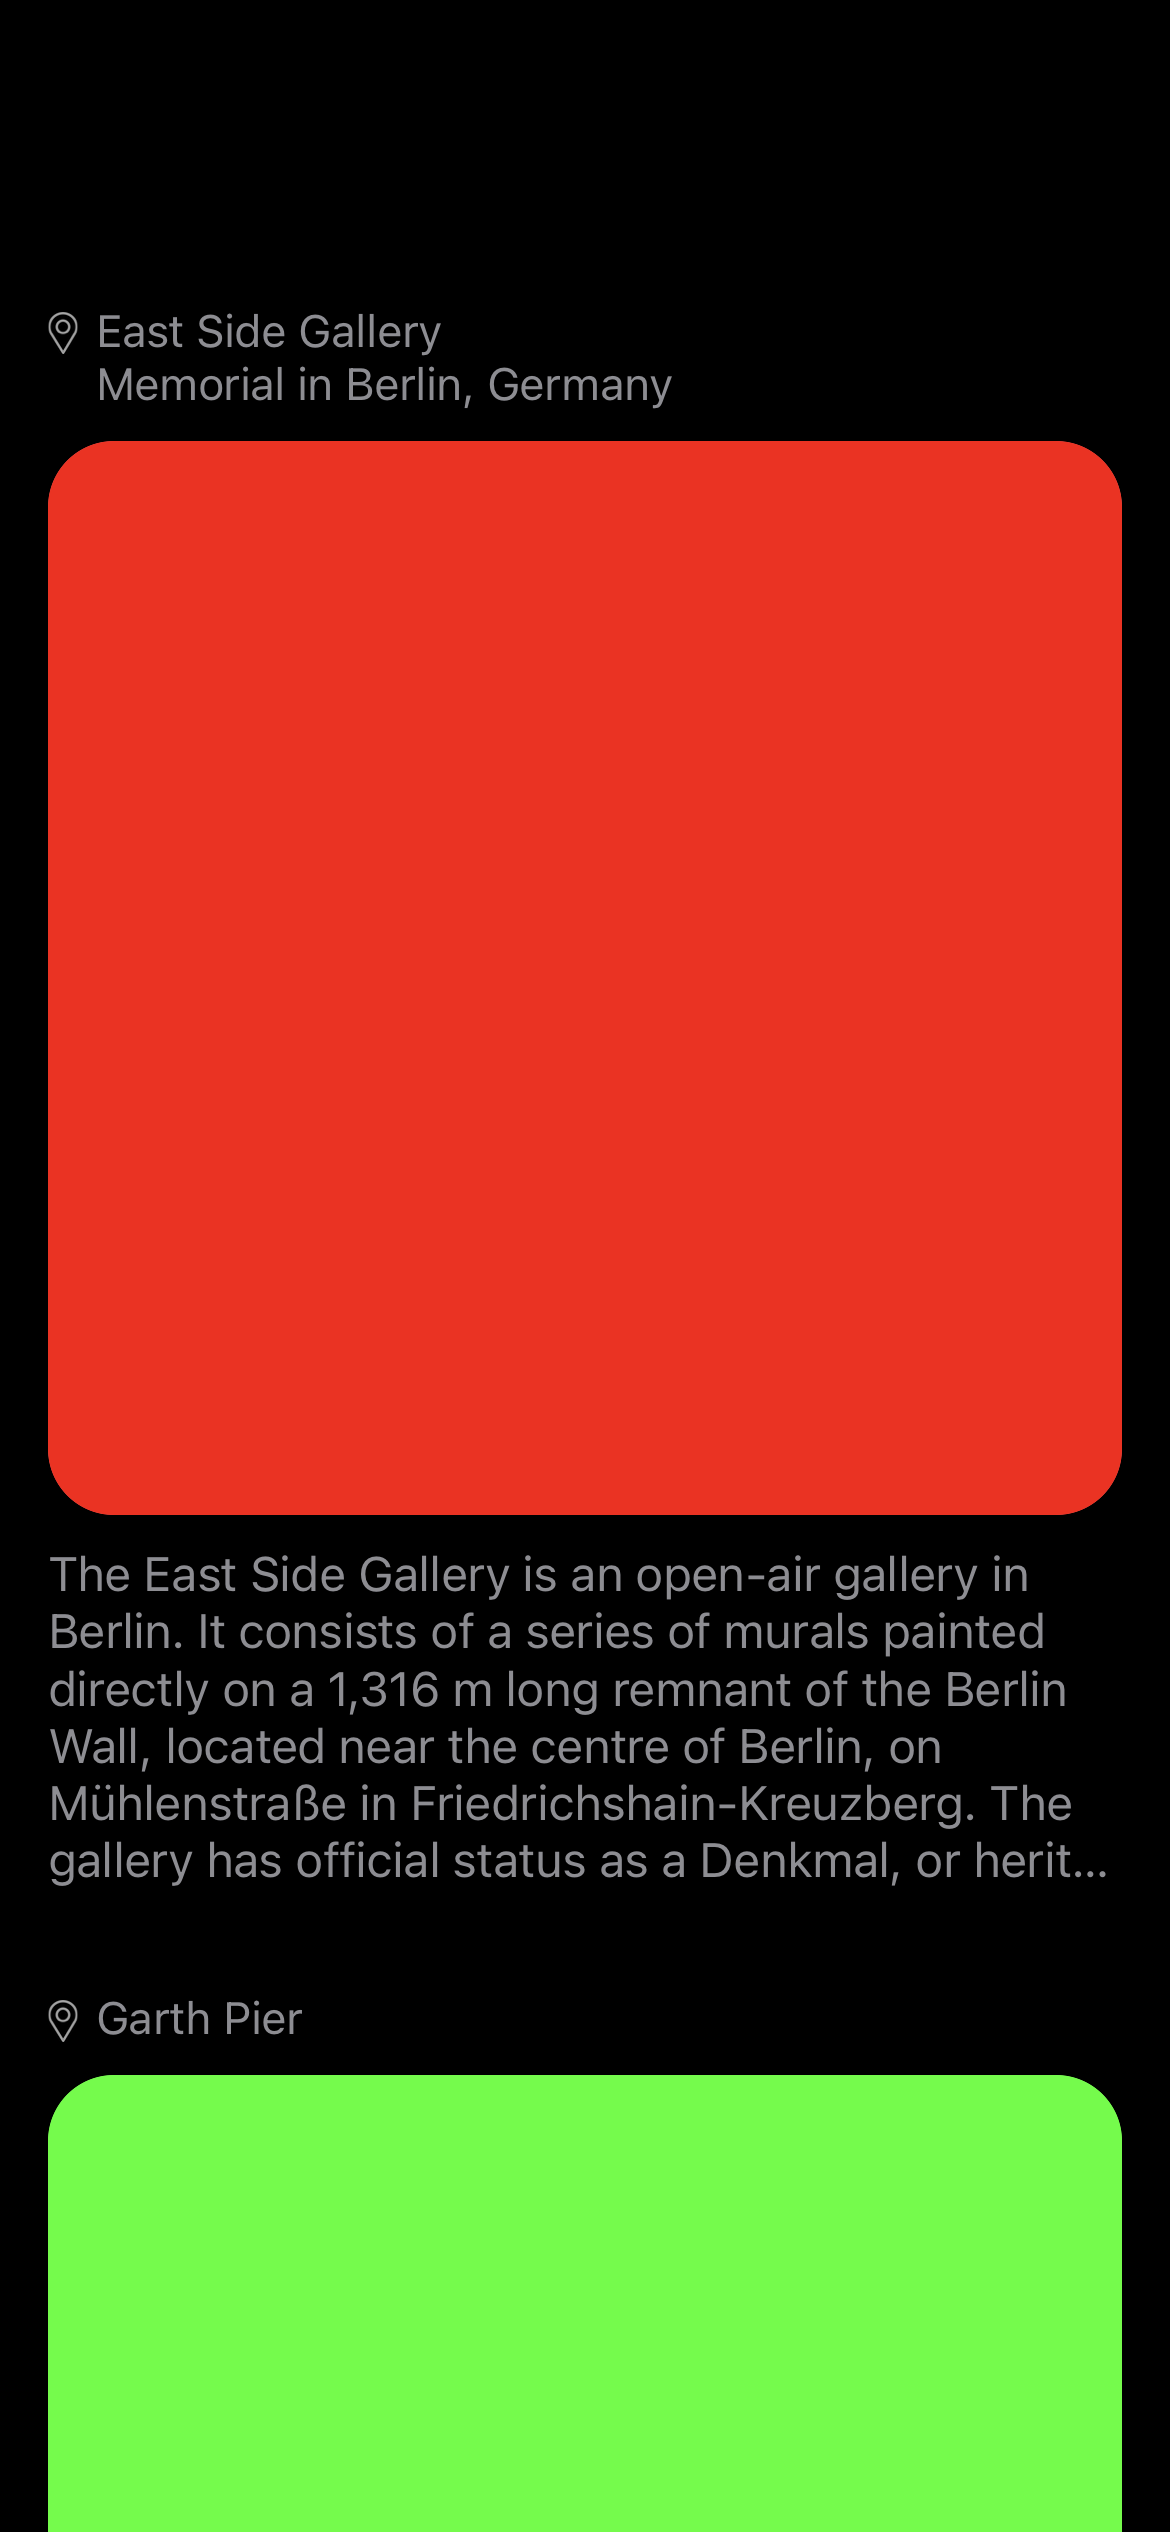 East Side Gallery
Memorial in Berlin, Germany
The East Side Gallery is an open-air gallery in
Berlin. It consists of a series of murals painted
directly on a 1,316 m long remnant of the Berlin
Wall, located near the centre of Berlin, on
Mühlenstraße in Friedrichshain-Kreuzberg. The
gallery has official status as a Denkmal, or herit...
Garth Pier